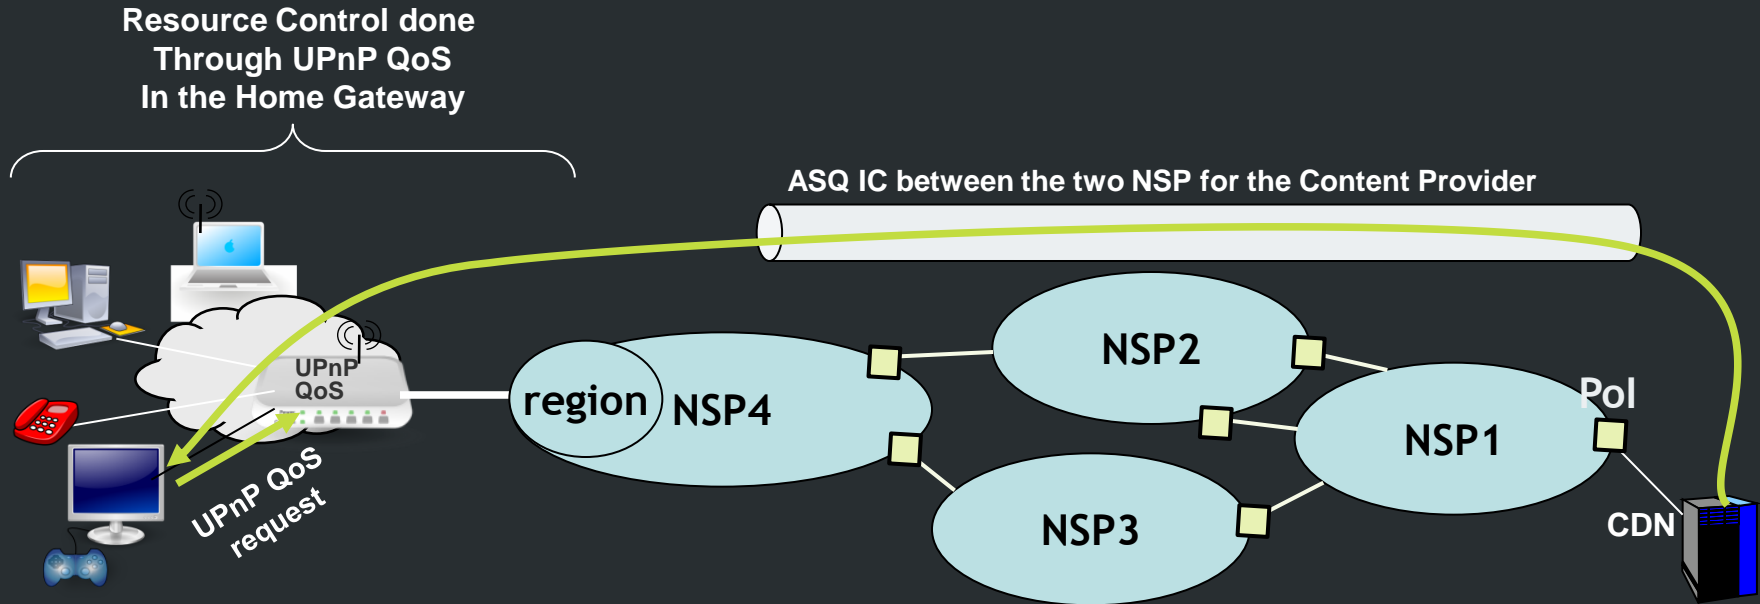 Resource Control done
Through UPnP QoS
In the Home Gateway
ASQ IC between the two NSP for the Content Provider
UPnP
QoS
region
NSP4
NSP2
NSP3
NSP1
PoI
CDN
UPnP QoS
request